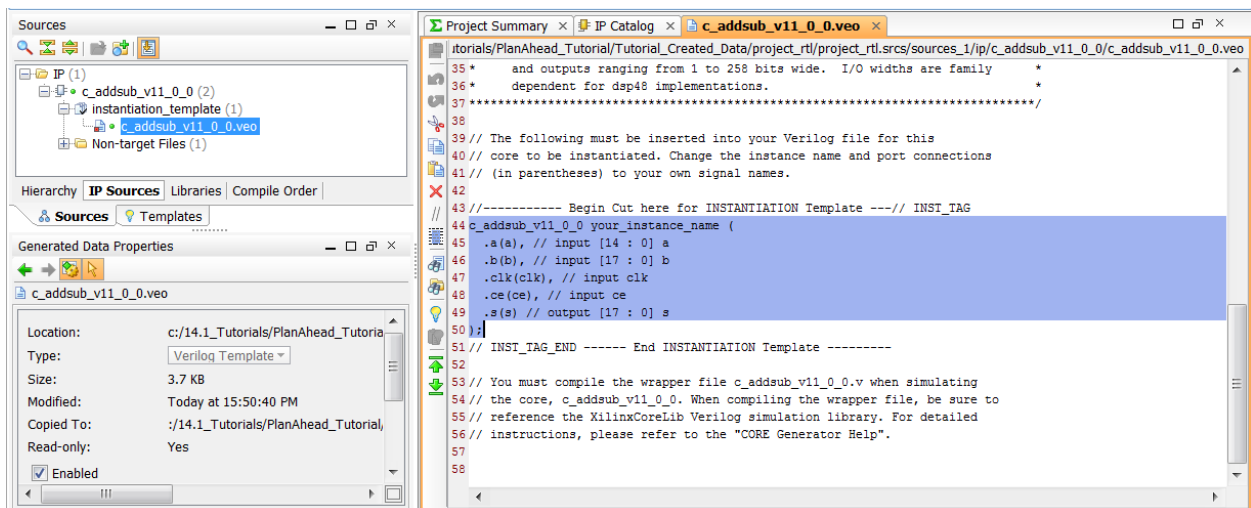 Sources
IP (1)
c_addsub_v11_0_0 (2)
instantiation_template (1)
c_addsub_v11_0_0.veo
Non-target Files (1)
Hierarchy IP Sources Libraries Compile Order
Sources Templates
Generated Data Properties
c_addsub_v11_0_0.veo
Location: c:/14.1_Tutorials/PlanAhead_Tutoria
Type: Verilog Template
Size: 3.7 KB
Modified: Today at 15:50:40 PM
Copied To: :/14.1_Tutorials/PlanAhead_Tutorial/
Read-only: Yes
Enabled
Project Summary IP Catalog c_addsub_v11_0_0.veo
itorials/PlanAhead_Tutorial/Tutorial_Created_Data/project_rtl/project_rtl.srcs/sources_1/ip/c_addsub_v11_0_0/c_addsub_v11_0_0.veo
35 * and outputs ranging from 1 to 258 bits wide. I/O widths are family *
36 * dependent for dsp48 implementations. *
37 *******************************************************************************/
38
39 // The following must be inserted into your Verilog file for this
40 // core to be instantiated. Change the instance name and port connections
41 // (in parentheses) to your own signal names.
42
43 //----------- Begin Cut here for INSTANTIATION Template ---// INST_TAG
44 c_addsub_v11_0_0 your_instance_name (
45 .a(a), // input [14 : 0] a
46 .b(b), // input [17 : 0] b
47 .clk(clk), // input clk
48 .ce(ce), // input ce
49 .s(s) // output [17 : 0] s
50 );
51 // INST_TAG_END ------ End INSTANTIATION Template ---------
52
53 // You must compile the wrapper file c_addsub_v11_0_0.v when simulating
54 // the core, c_addsub_v11_0_0. When compiling the wrapper file, be sure to
55 // reference the XilinxCoreLib Verilog simulation library. For detailed
56 // instructions, please refer to the "CORE Generator Help".
57
58